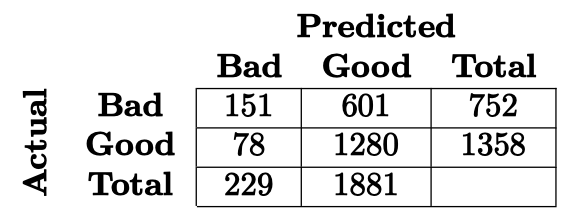 Predicted
Bad Good Total
Actual
Bad 151 601 752
Good 78 1280 1358
Total 229 1881